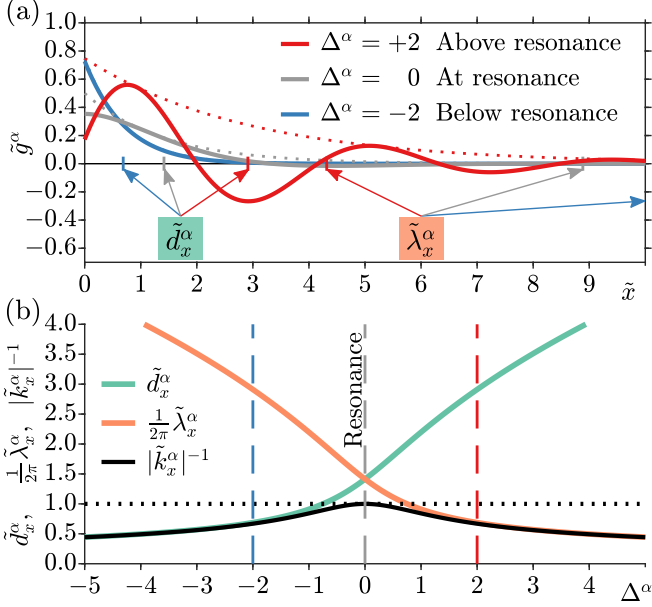 (a)
1.0
0.8
0.6
0.4
0.2
0.0
−0.2
−0.4
−0.6
g̃^α
Δ^α = +2 Above resonance
Δ^α = 0 At resonance
Δ^α = −2 Below resonance
d̃_x^α
λ̃_x^α
0 1 2 3 4 5 6 7 8 9 x̃
(b)
4.0
3.5
3.0
2.5
2.0
1.5
1.0
0.5
0.0
d̃_x^α, 1/2π λ̃_x^α, |k̃_x^α|^−1
d̃_x^α
1/2π λ̃_x^α
|k̃_x^α|^−1
Resonance
−5 −4 −3 −2 −1 0 1 2 3 4 Δ^α